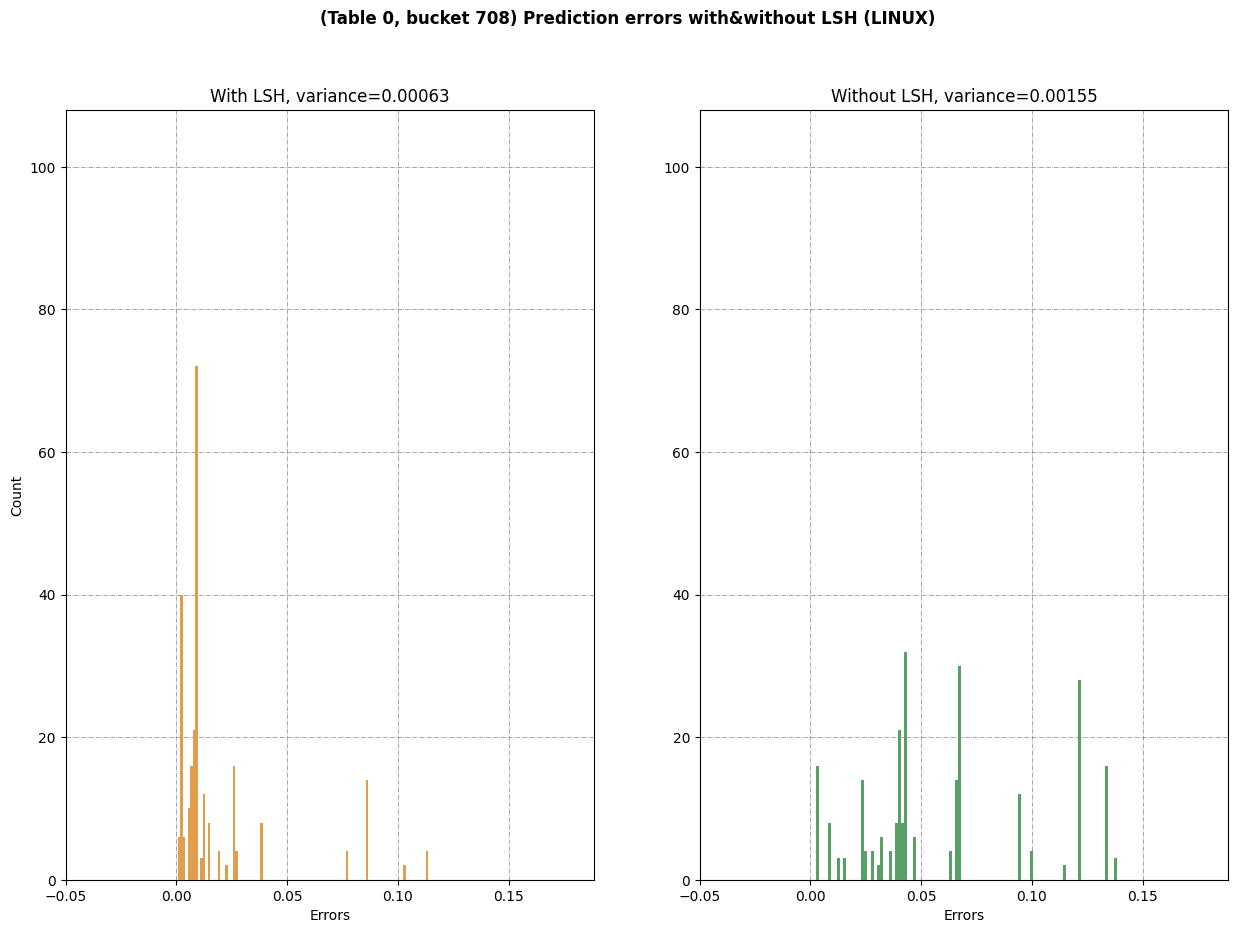 (Table 0, bucket 708) Prediction errors with&without LSH (LINUX)
With LSH, variance=0.00063
100
80
60
40
20
0
Count
−0.05 0.00 0.05 0.10 0.15
Errors
Without LSH, variance=0.00155
100
80
60
40
20
0
−0.05 0.00 0.05 0.10 0.15
Errors